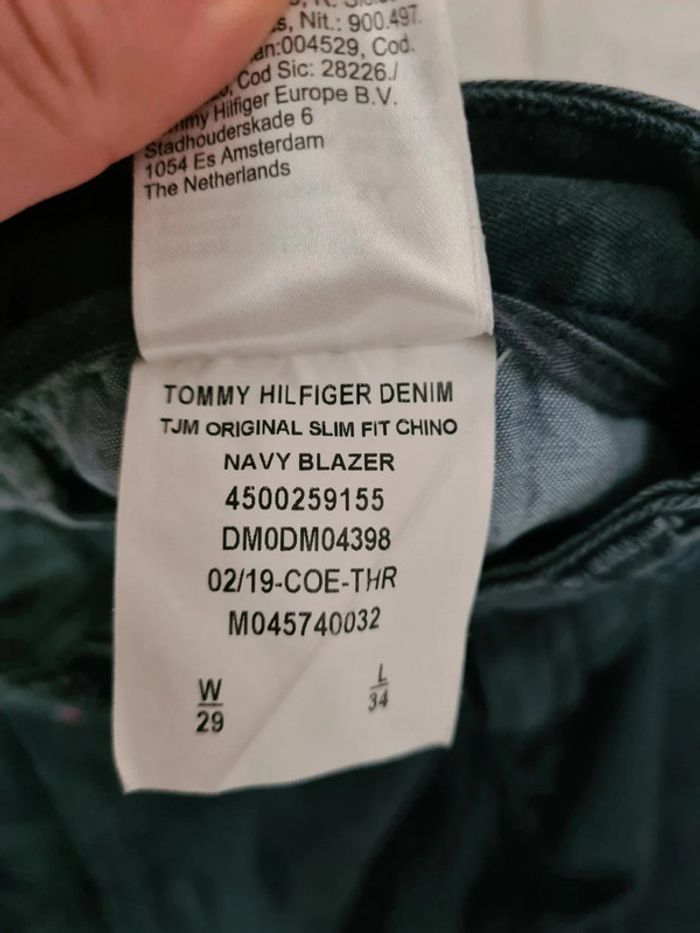 Nit.: 900.497.
an:004529, Cod.
Cod Sic: 28226./
Hilfiger Europe B.V.
Stadhouderskade 6
1054 Es Amsterdam
The Netherlands
TOMMY HILFIGER DENIM
TJM ORIGINAL SLIM FIT CHINO
NAVY BLAZER
4500259155
DM0DM04398
02/19-COE-THR
M045740032
W L
29 34